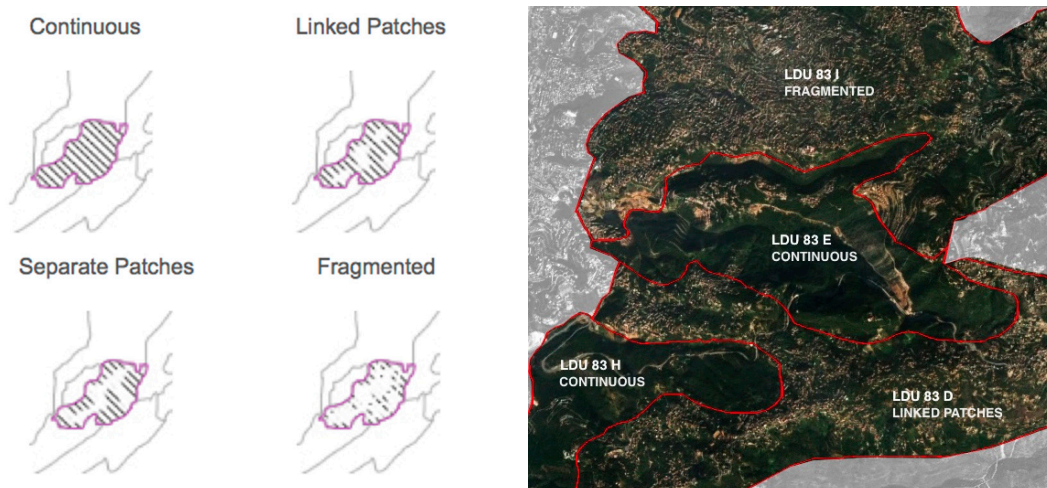 Continuous
Linked Patches
Separate Patches
Fragmented
LDU 83 I
FRAGMENTED
LDU 83 E
CONTINUOUS
LDU 83 H
CONTINUOUS
LDU 83 D
LINKED PATCHES